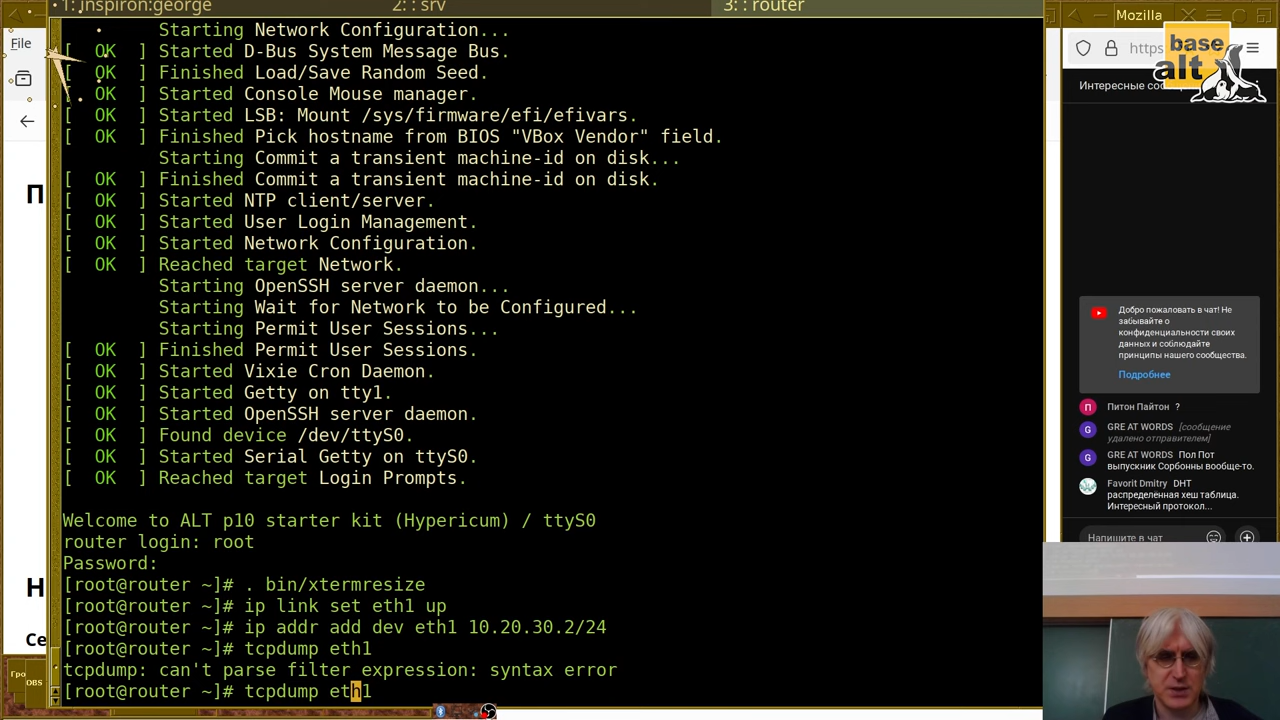 1: :nspiron:george
2: : srv
3: : router
Mozilla
File
https
base
alt
Starting Network Configuration...
[ OK ] Started D-Bus System Message Bus.
[ OK ] Finished Load/Save Random Seed.
[ OK ] Started Console Mouse manager.
[ OK ] Started LSB: Mount /sys/firmware/efi/efivars.
[ OK ] Finished Pick hostname from BIOS "VBox Vendor" field.
Starting Commit a transient machine-id on disk...
[ OK ] Finished Commit a transient machine-id on disk.
[ OK ] Started NTP client/server.
[ OK ] Started User Login Management.
[ OK ] Started Network Configuration.
[ OK ] Reached target Network.
Starting OpenSSH server daemon...
Starting Wait for Network to be Configured...
Starting Permit User Sessions...
[ OK ] Finished Permit User Sessions.
[ OK ] Started Vixie Cron Daemon.
[ OK ] Started Getty on tty1.
[ OK ] Started OpenSSH server daemon.
[ OK ] Found device /dev/ttyS0.
[ OK ] Started Serial Getty on ttyS0.
[ OK ] Reached target Login Prompts.
Welcome to ALT p10 starter kit (Hypericum) / ttyS0
router login: root
Password:
[root@router ~]# . bin/xtermresize
[root@router ~]# ip link set eth1 up
[root@router ~]# ip addr add dev eth1 10.20.30.2/24
[root@router ~]# tcpdump eth1
tcpdump: can't parse filter expression: syntax error
[root@router ~]# tcpdump eth1
П
Н
Се
Гро
OBS
Интересные соо
Добро пожаловать в чат! Не
забывайте о
конфиденциальности своих
данных и соблюдайте
принципы нашего сообщества.
Подробнее
П Питон Пайтон ?
G GRE AT WORDS [сообщение
удалено отправителем]
G GRE AT WORDS Пол Пот
выпускник Сорбонны вообще-то.
Favorit Dmitry DHT
распределенная хеш таблица.
Интересный протокол...
Напишите в чат